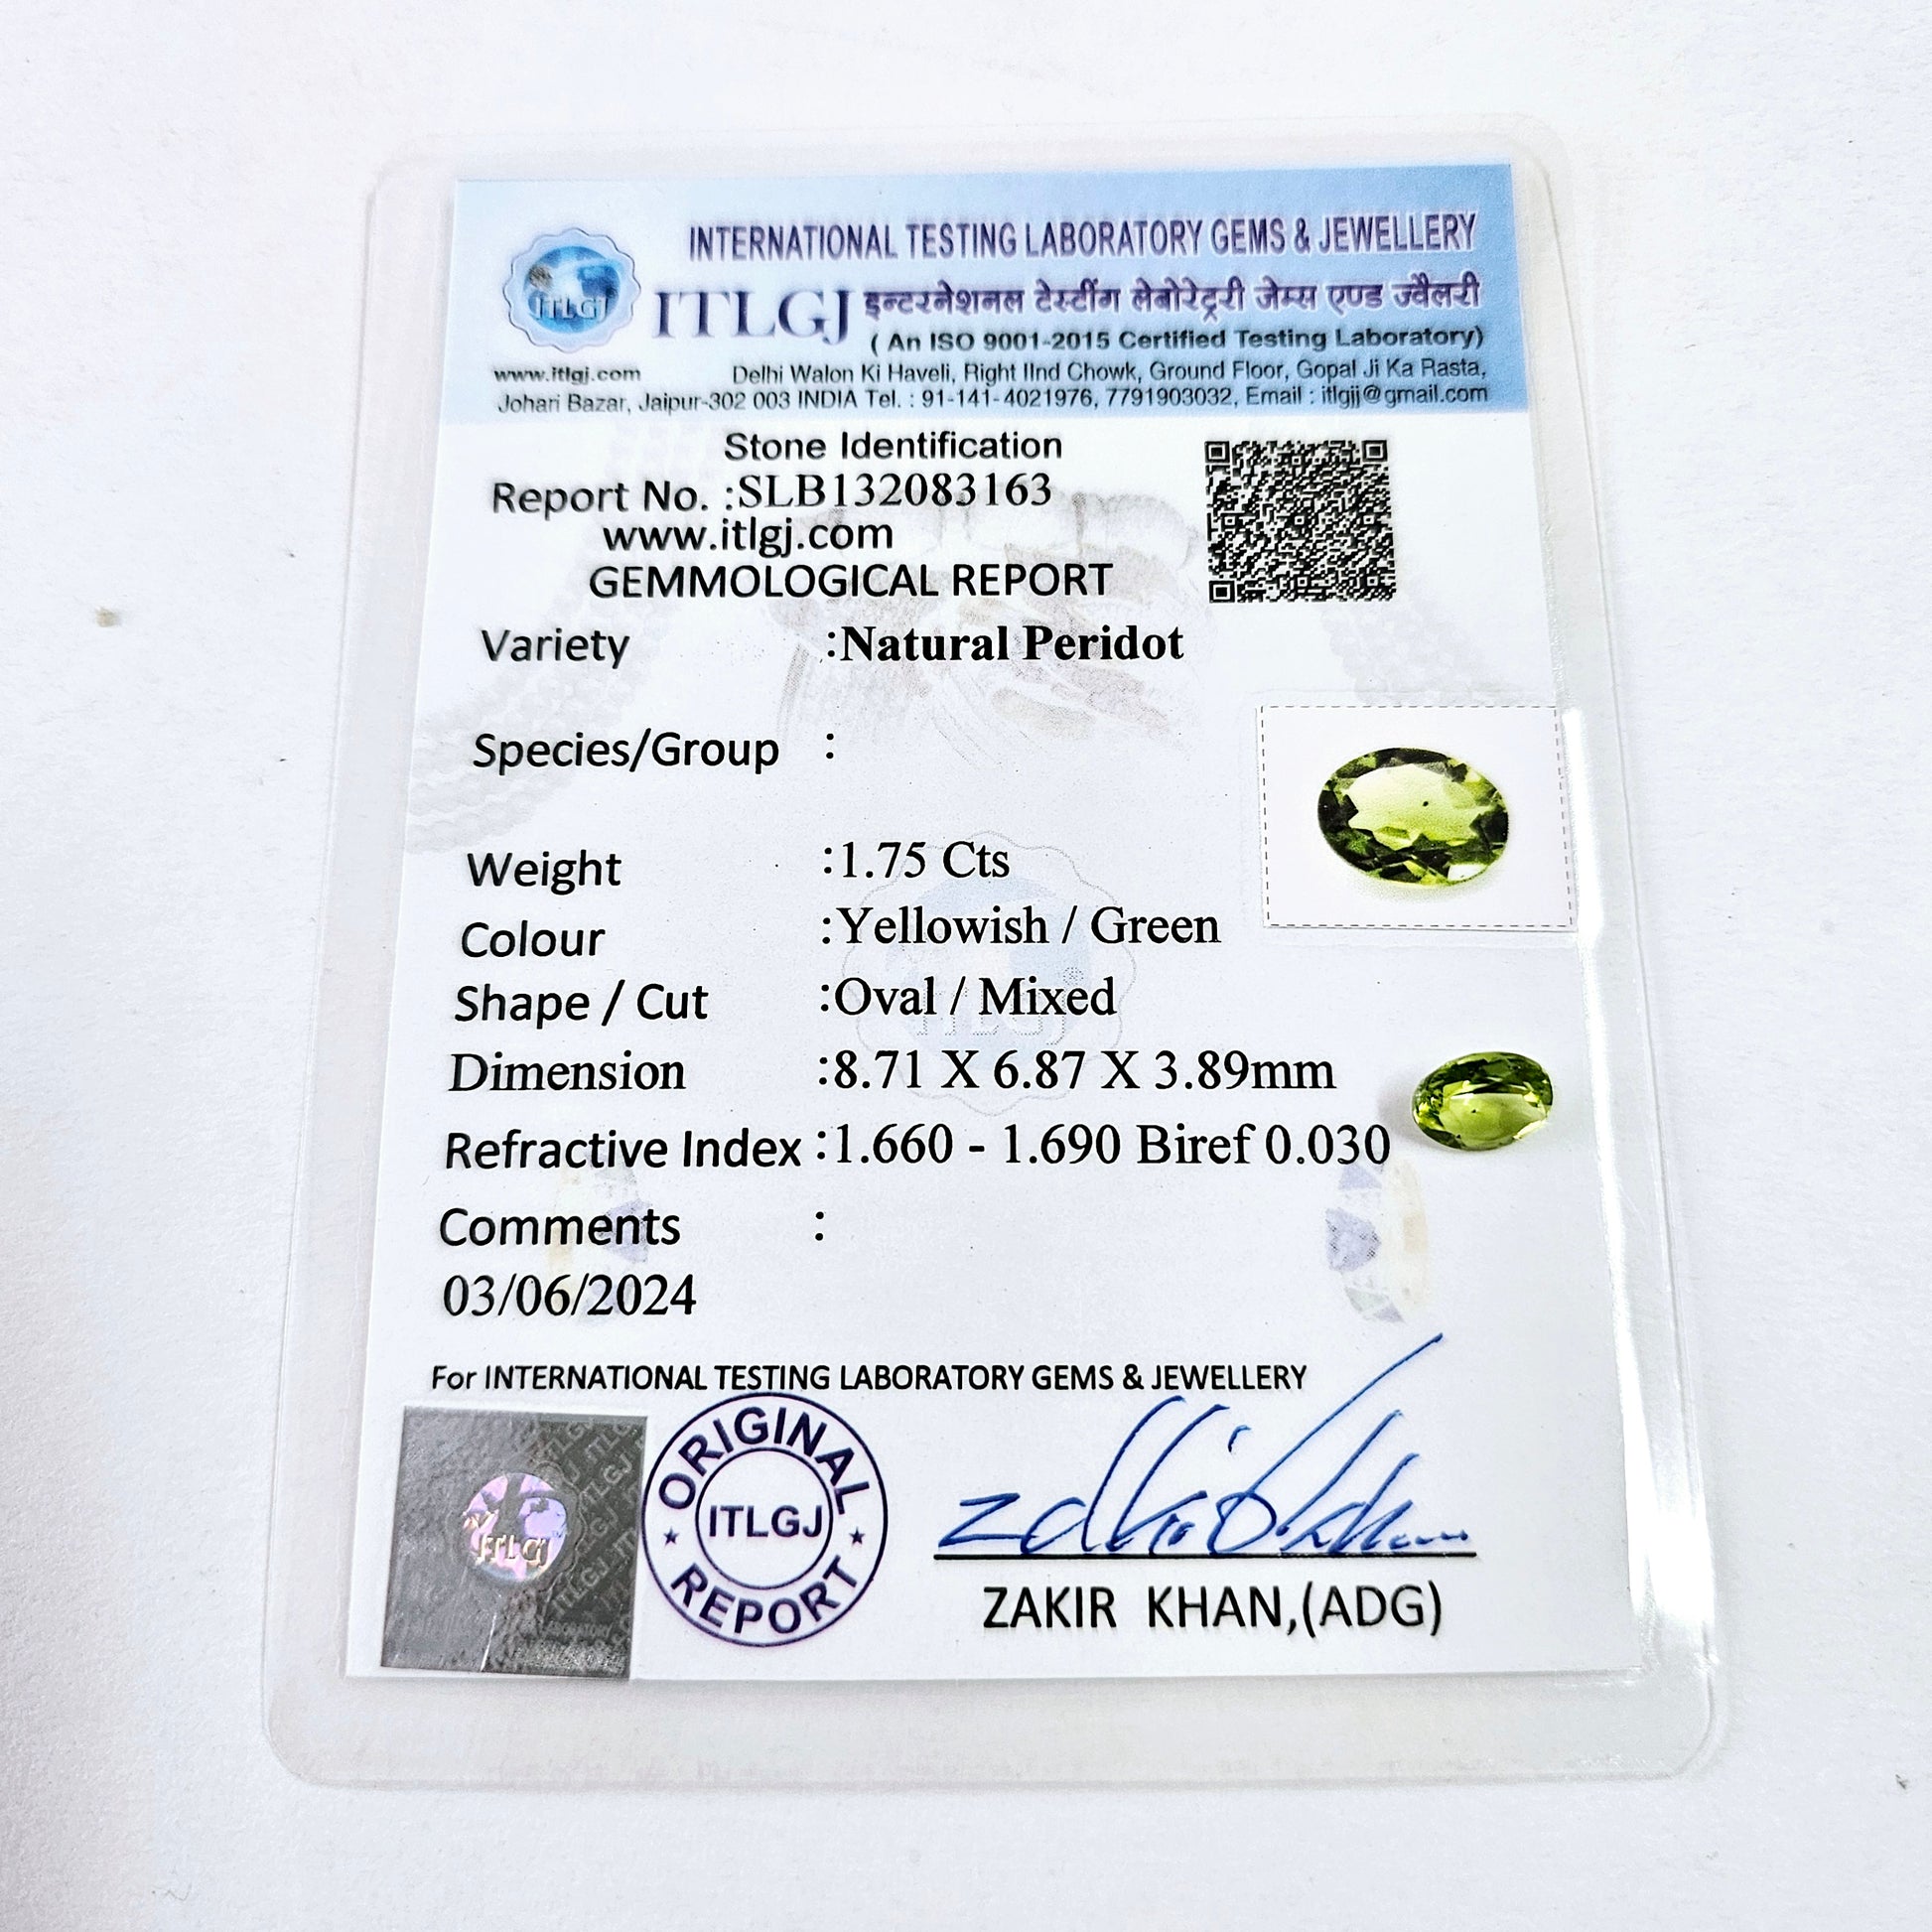 INTERNATIONAL TESTING LABORATORY GEMS & JEWELLERY
ITLGJ
ITLGJ इन्टरनेशनल टेस्टींग लेबोरेट्री जेम्स एण्ड ज्वैलरी
( An ISO 9001-2015 Certified Testing Laboratory)
www.itlgj.com Delhi Walon Ki Haveli, Right IInd Chowk, Ground Floor, Gopal Ji Ka Rasta,
Johari Bazar, Jaipur-302 003 INDIA Tel. : 91-141-4021976, 7791903032, Email : itlgjj@gmail.com
Stone Identification
Report No. :SLB132083163
www.itlgj.com
GEMMOLOGICAL REPORT
Variety :Natural Peridot
Species/Group :
Weight :1.75 Cts
Colour :Yellowish / Green
Shape / Cut :Oval / Mixed
Dimension :8.71 X 6.87 X 3.89mm
Refractive Index :1.660 - 1.690 Biref 0.030
Comments :
03/06/2024
For INTERNATIONAL TESTING LABORATORY GEMS & JEWELLERY
ITLGJ
ORIGINAL
ITLGJ
REPORT
ZAKIR KHAN,(ADG)